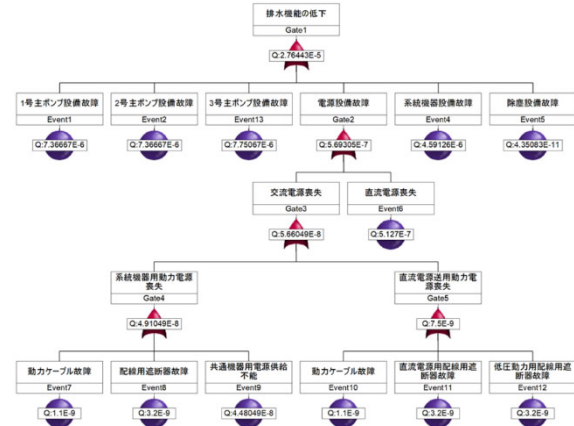 排水機能の低下
Gate1
Q:2.76443E-5
1号主ポンプ設備故障
2号主ポンプ設備故障
3号主ポンプ設備故障
電源設備故障
系統機器設備故障
除塵設備故障
Event1
Event2
Event13
Gate2
Event4
Event5
Q:7.36667E-6
Q:7.36667E-6
Q:7.75067E-6
Q:5.69305E-7
Q:4.59126E-6
Q:4.35083E-11
交流電源喪失
直流電源喪失
Gate3
Event6
Q:5.66049E-8
Q:5.127E-7
系統機器用動力電源
喪失
直流電源送用動力電
源喪失
Gate4
Gate5
Q:4.91049E-8
Q:7.5E-9
動力ケーブル故障
配線用遮断器故障
共通機器用電源供給
不能
動力ケーブル故障
直流電源用配線用遮
断器故障
低圧動力用配線用遮
断器故障
Event7
Event8
Event9
Event10
Event11
Event12
Q:1.1E-9
Q:3.2E-9
Q:4.48049E-8
Q:1.1E-9
Q:3.2E-9
Q:3.2E-9